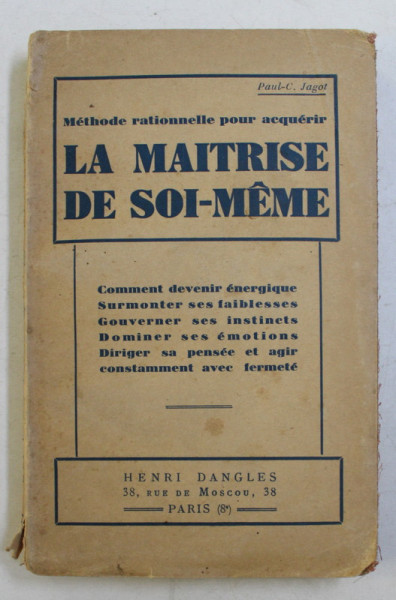 Paul-C. Jagot
Méthode rationnelle pour acquérir
LA MAITRISE
DE SOI-MÊME
Comment devenir énergique
Surmonter ses faiblesses
Gouverner ses instincts
Dominer ses émotions
Diriger sa pensée et agir
constamment avec fermeté
HENRI DANGLES
38, RUE DE MOSCOU, 38
PARIS (8e)